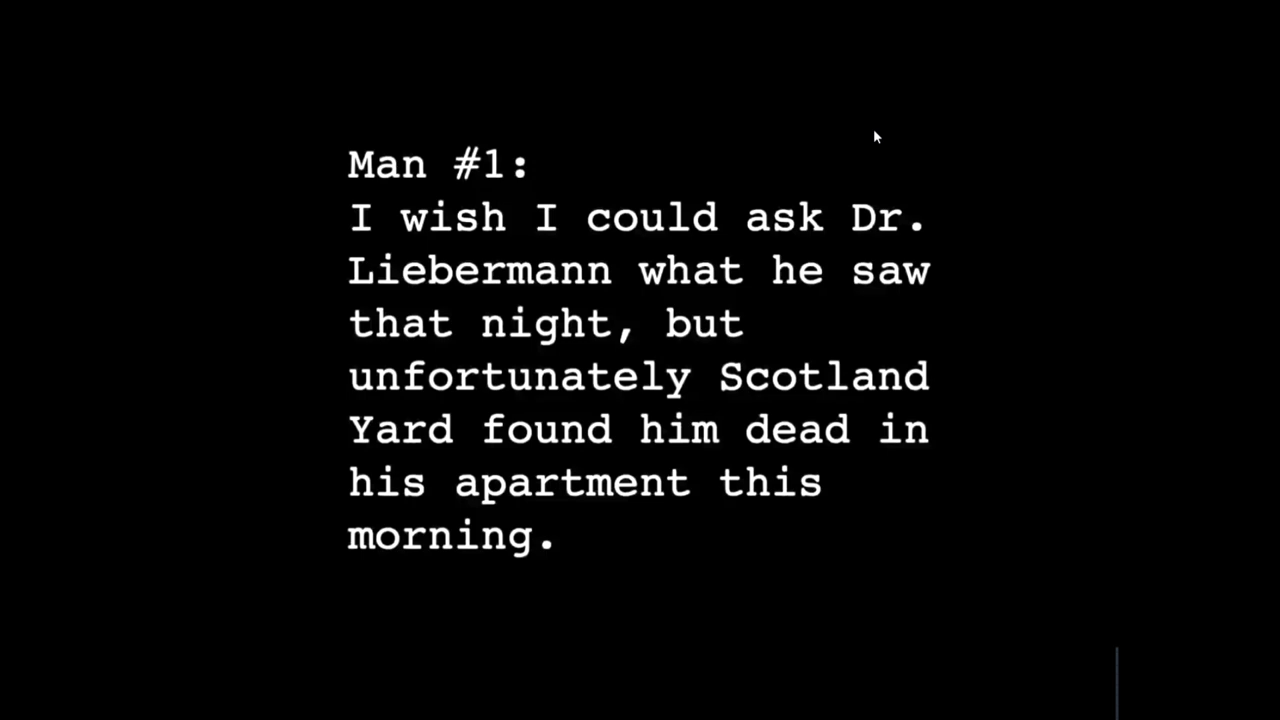 Man #1:
I wish I could ask Dr.
Liebermann what he saw
that night, but
unfortunately Scotland
Yard found him dead in
his apartment this
morning.